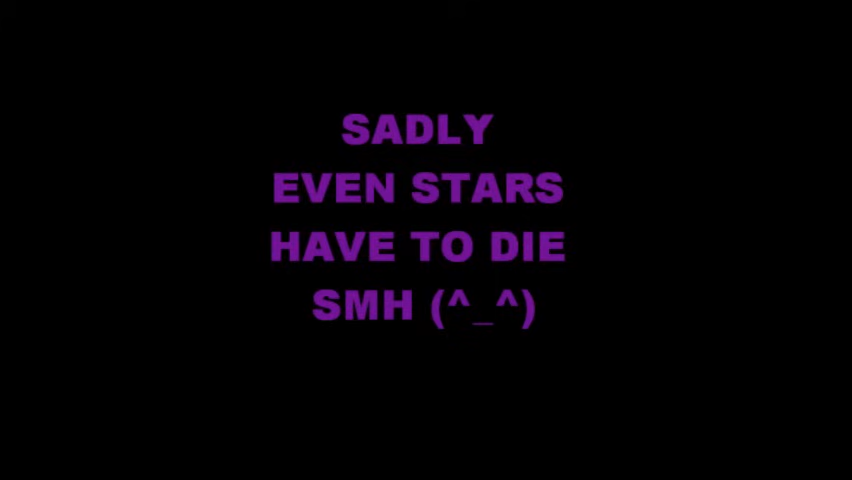 SADLY
EVEN STARS
HAVE TO DIE
SMH (^_^)